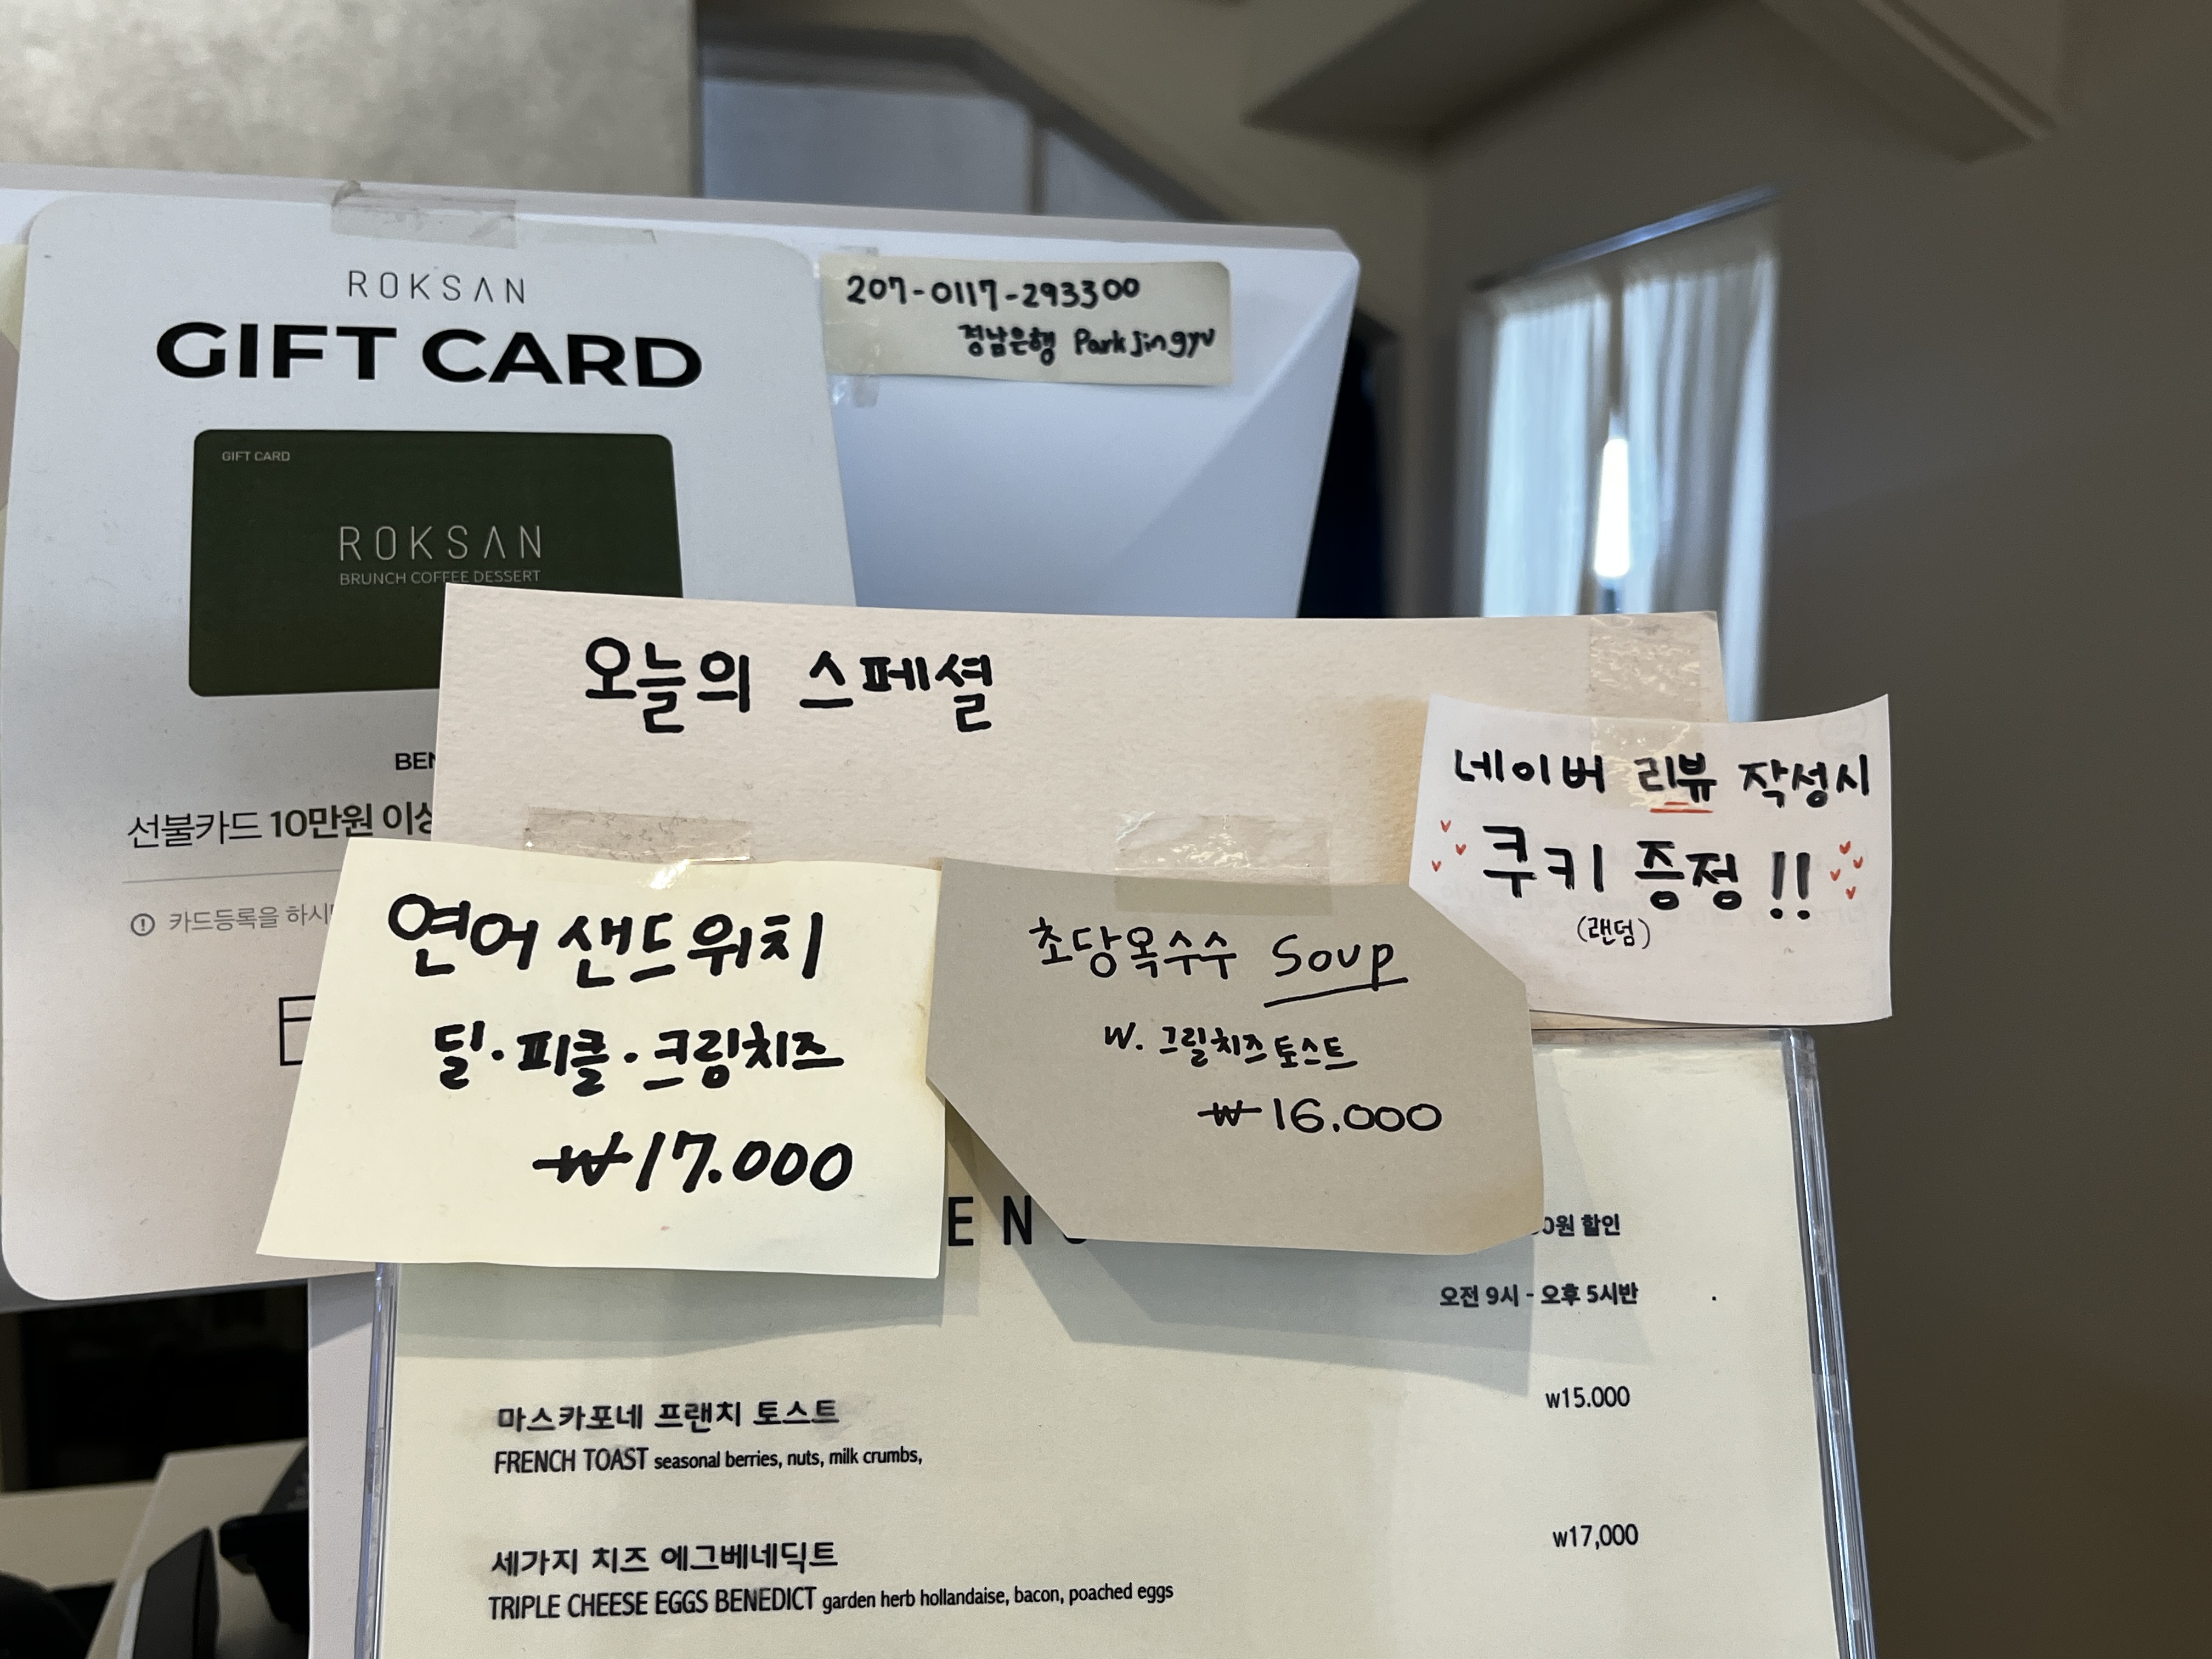 ROKSAN
GIFT CARD
GIFT CARD
ROKSAN
BRUNCH COFFEE DESSERT
선불카드 10만원 이상
카드등록을
207-0117-293300
경남은행 Park Jingyu
오늘의 스페셜
네이버 리뷰 작성시
쿠키 증정!!
(랜덤)
연어 샌드위치
딜·피클·크림치즈
₩17.000
초당옥수수 Soup
W. 그릴치즈토스트
₩16.000
원 할인
오전 9시 - 오후 5시반
마스카포네 프랜치 토스트
w15.000
FRENCH TOAST seasonal berries, nuts, milk crumbs,
세가지 치즈 에그베네딕트
w17,000
TRIPLE CHEESE EGGS BENEDICT garden herb hollandaise, bacon, poached eggs